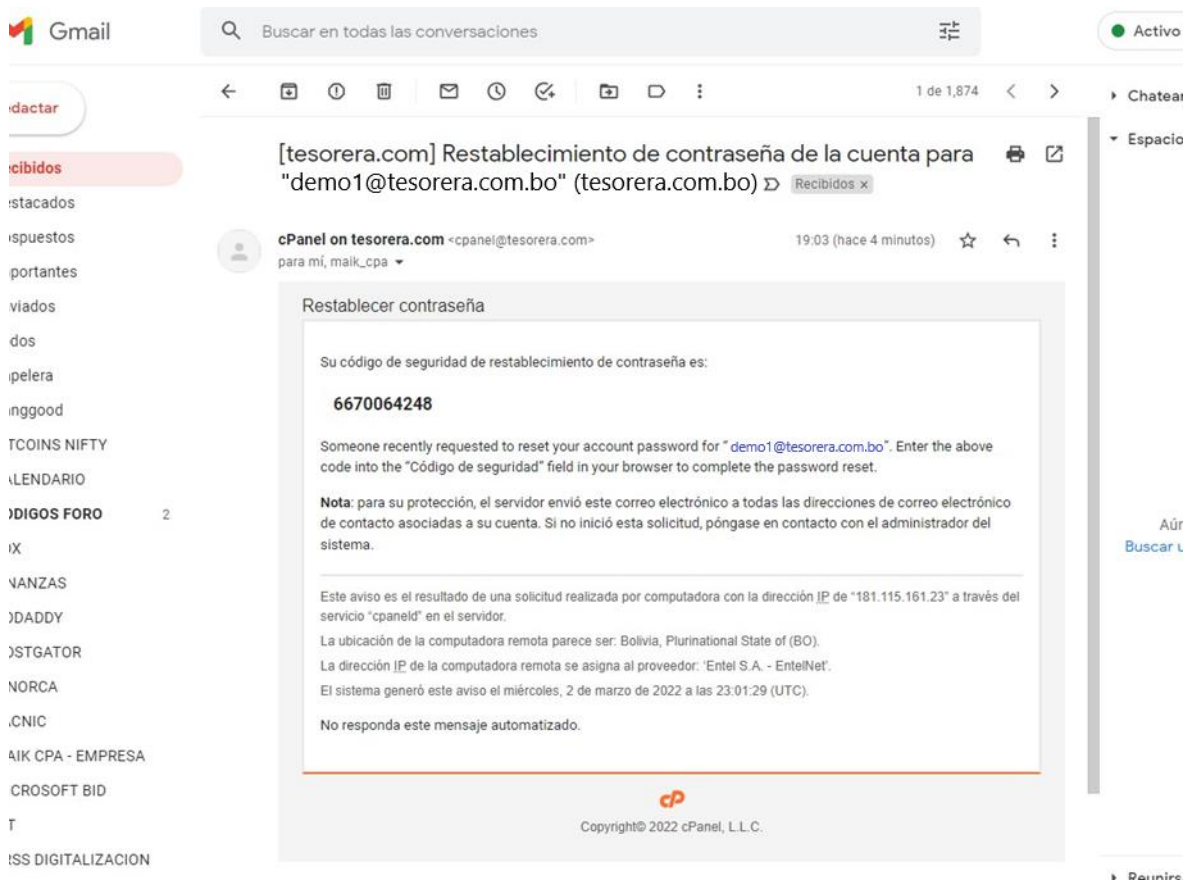 Gmail
Buscar en todas las conversaciones
Activo
1 de 1,874
[tesorera.com] Restablecimiento de contraseña de la cuenta para
"demo1@tesorera.com.bo" (tesorera.com.bo)
Recibidos x
cPanel on tesorera.com <cpanel@tesorera.com>
19:03 (hace 4 minutos)
para mí, maik_cpa
Restablecer contraseña
Su código de seguridad de restablecimiento de contraseña es:
6670064248
Someone recently requested to reset your account password for " demo1@tesorera.com.bo". Enter the above
code into the "Código de seguridad" field in your browser to complete the password reset.
Nota: para su protección, el servidor envió este correo electrónico a todas las direcciones de correo electrónico
de contacto asociadas a su cuenta. Si no inició esta solicitud, póngase en contacto con el administrador del
sistema.
Este aviso es el resultado de una solicitud realizada por computadora con la dirección IP de "181.115.161.23" a través del
servicio "cpaneld" en el servidor.
La ubicación de la computadora remota parece ser: Bolivia, Plurinational State of (BO).
La dirección IP de la computadora remota se asigna al proveedor: 'Entel S.A. - EntelNet'.
El sistema generó este aviso el miércoles, 2 de marzo de 2022 a las 23:01:29 (UTC).
No responda este mensaje automatizado.
cP
Copyright© 2022 cPanel, L.L.C.
dactar
cibidos
stacados
spuestos
portantes
viados
dos
pelera
nggood
TCOINS NIFTY
ALENDARIO
ODIGOS FORO 2
OX
NANZAS
ODADDY
OSTGATOR
NORCA
ACNIC
AIK CPA - EMPRESA
CROSOFT BID
T
RSS DIGITALIZACION
Chatear
Espacio
Aún
Buscar u
Reunirs